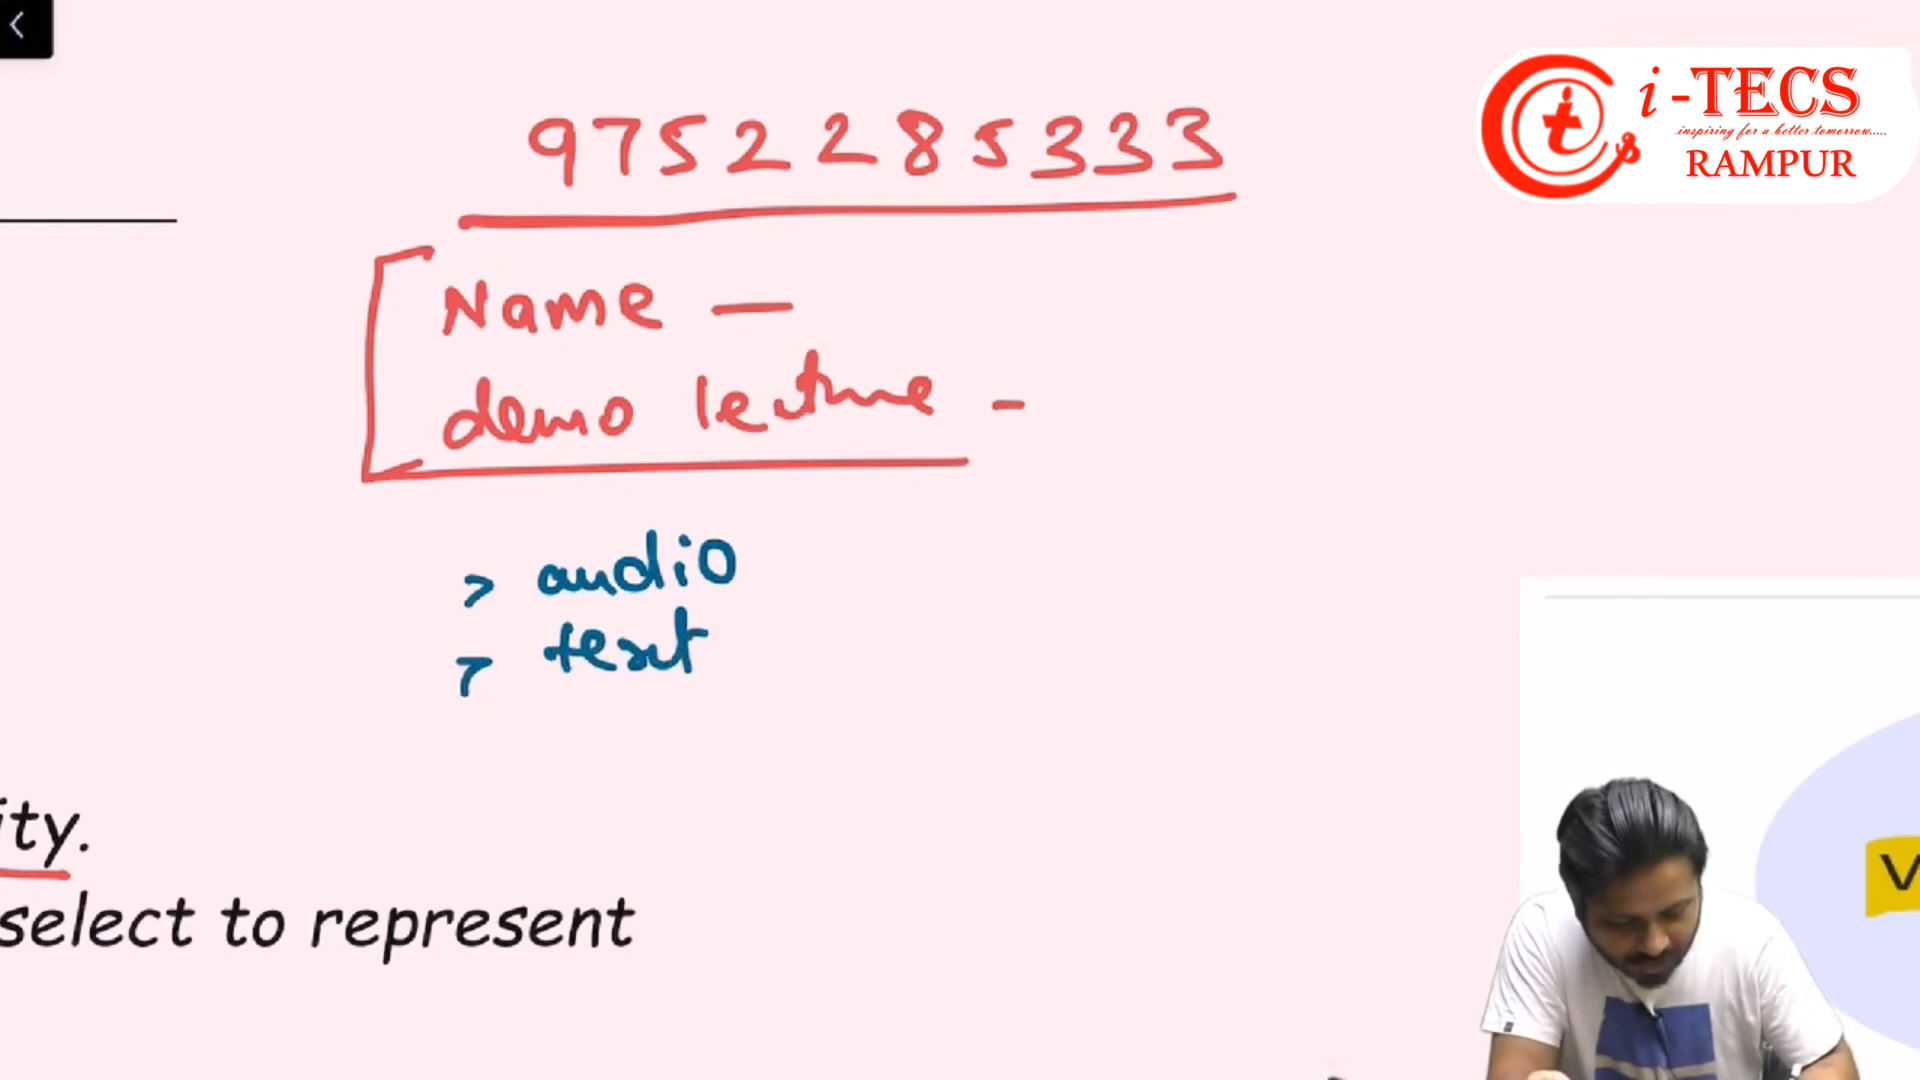 9752285333
i-TECS
inspiring for a better tomorrow.....
RAMPUR
Name —
demo lecture -
> audio
> text
ity.
select to represent
V